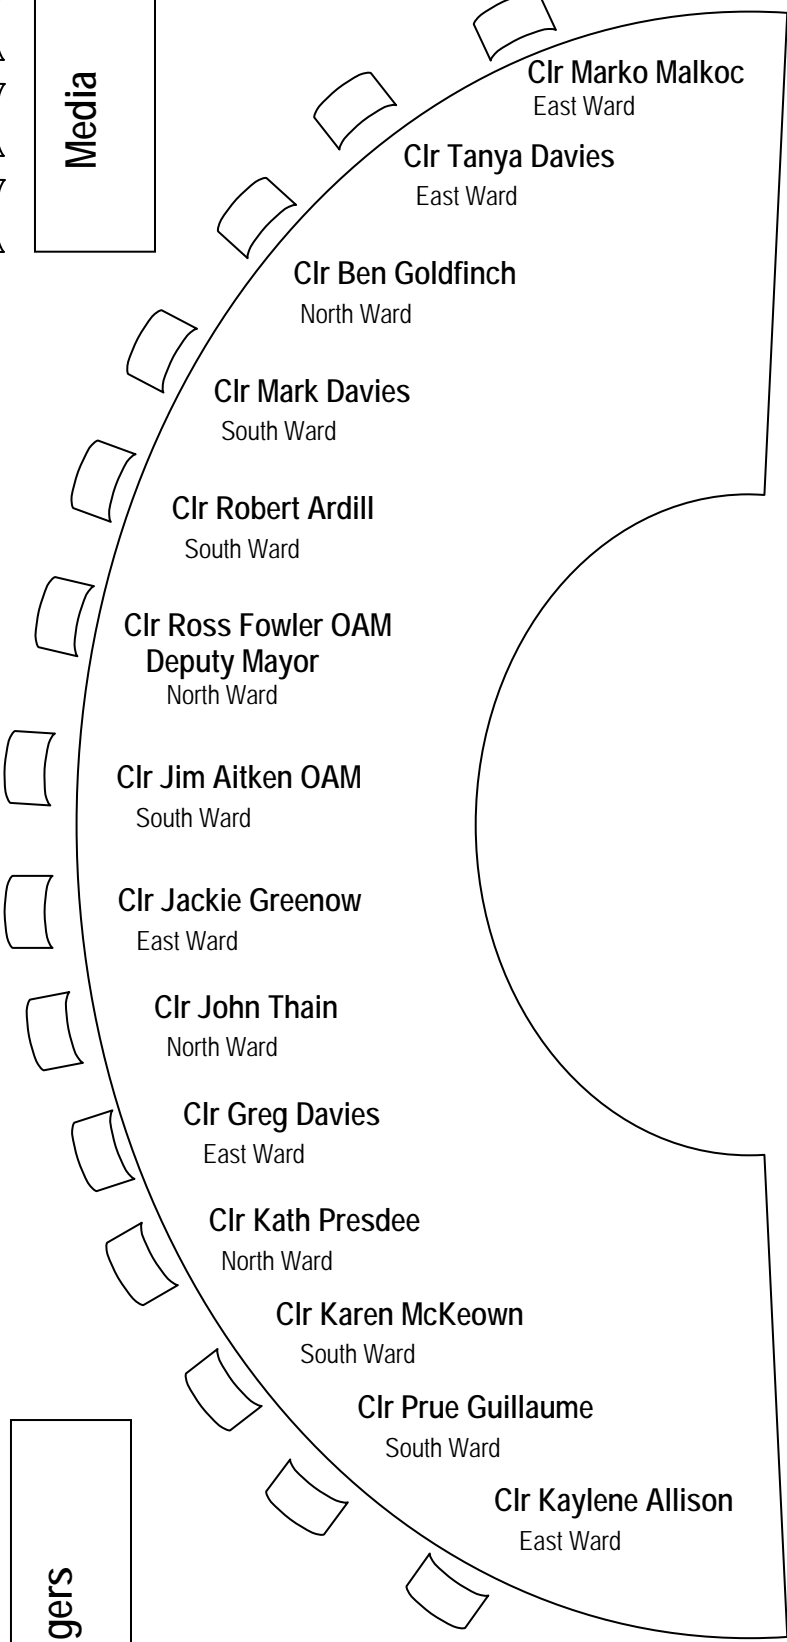 Media
Clr Marko Malkoc
East Ward
Clr Tanya Davies
East Ward
Clr Ben Goldfinch
North Ward
Clr Mark Davies
South Ward
Clr Robert Ardill
South Ward
Clr Ross Fowler OAM
Deputy Mayor
North Ward
Clr Jim Aitken OAM
South Ward
Clr Jackie Greenow
East Ward
Clr John Thain
North Ward
Clr Greg Davies
East Ward
Clr Kath Presdee
North Ward
Clr Karen McKeown
South Ward
Clr Prue Guillaume
South Ward
Clr Kaylene Allison
East Ward
gers